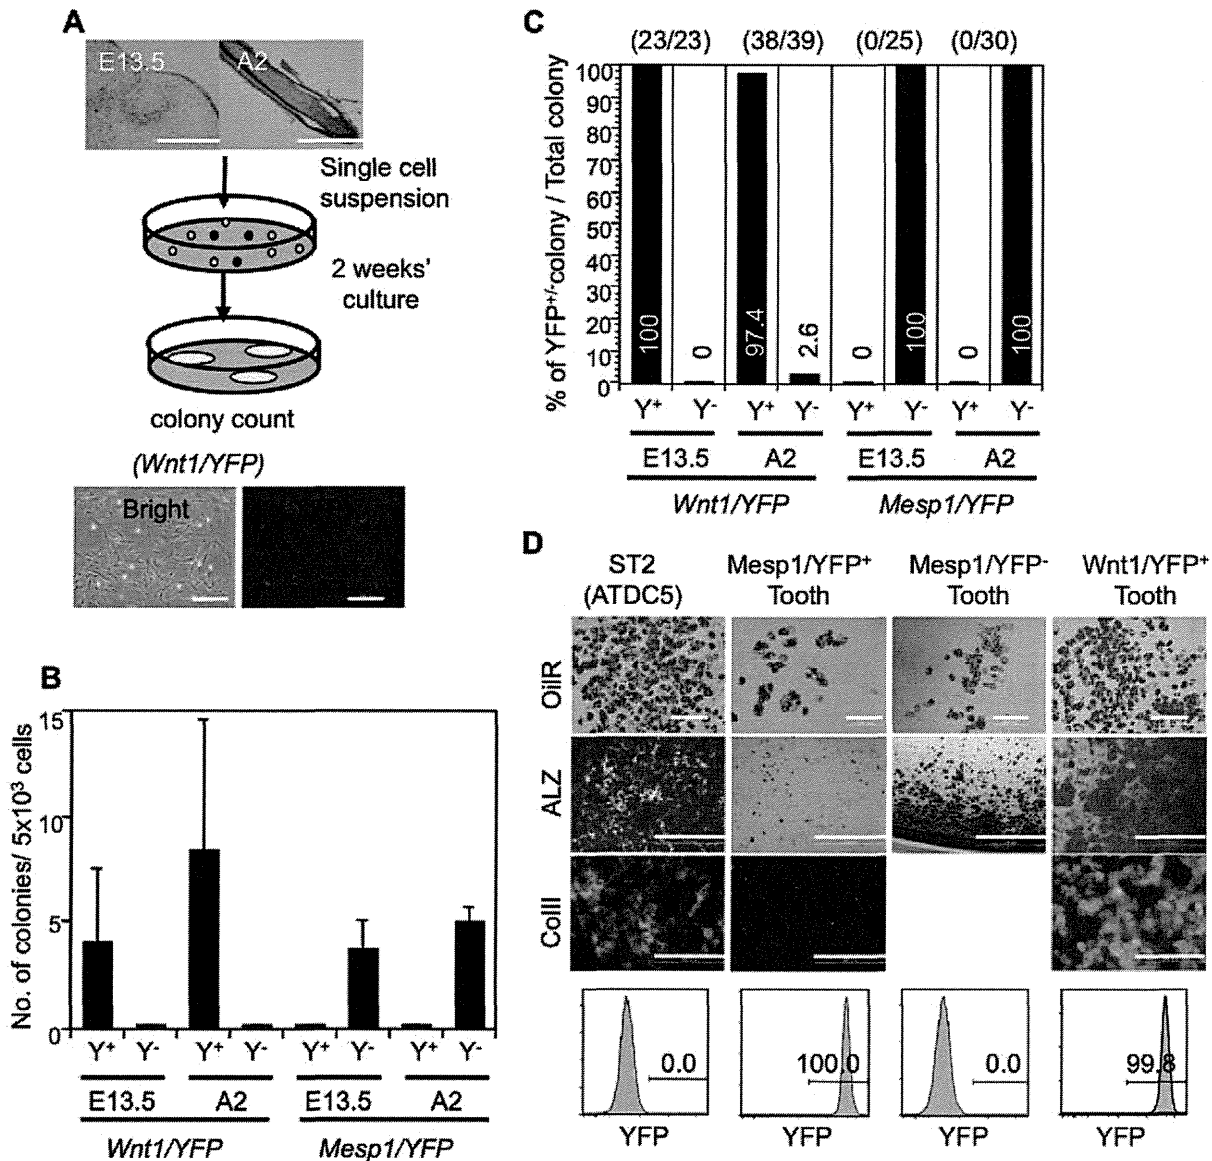 A
E13.5
A2
Single cell
suspension
2 weeks'
culture
colony count
(Wnt1/YFP)
Bright
B
No. of colonies/ 5x10³ cells
15
10
5
0
Y⁺ Y⁻ Y⁺ Y⁻ Y⁺ Y⁻ Y⁺ Y⁻
E13.5 A2 E13.5 A2
Wnt1/YFP Mesp1/YFP
C
(23/23) (38/39) (0/25) (0/30)
% of YFP⁺/⁻colony / Total colony
100
90
80
70
60
50
40
30
20
10
0
100 0 97.4 2.6 0 100 0 100
Y⁺ Y⁻ Y⁺ Y⁻ Y⁺ Y⁻ Y⁺ Y⁻
E13.5 A2 E13.5 A2
Wnt1/YFP Mesp1/YFP
D
ST2 Mesp1/YFP⁺ Mesp1/YFP⁻ Wnt1/YFP⁺
(ATDC5) Tooth Tooth Tooth
OilR
ALZ
ColII
0.0 100.0 0.0 99.8
YFP YFP YFP YFP